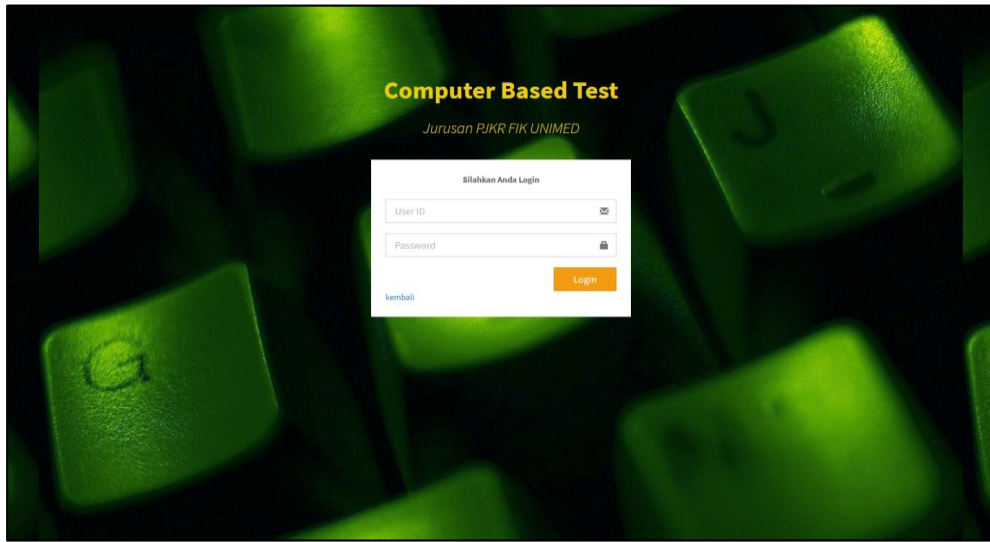 Computer Based Test
Jurusan PJKR FIK UNIMED
Silahkan Anda Login
User ID
Password
Login
kembali
J
G